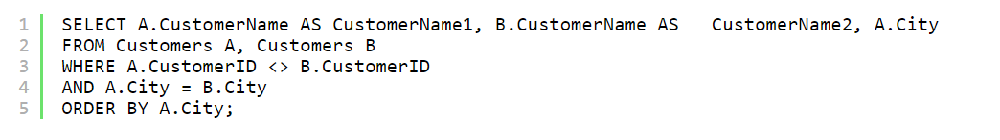 1 SELECT A.CustomerName AS CustomerName1, B.CustomerName AS   CustomerName2, A.City
2 FROM Customers A, Customers B
3 WHERE A.CustomerID <> B.CustomerID
4 AND A.City = B.City
5 ORDER BY A.City;